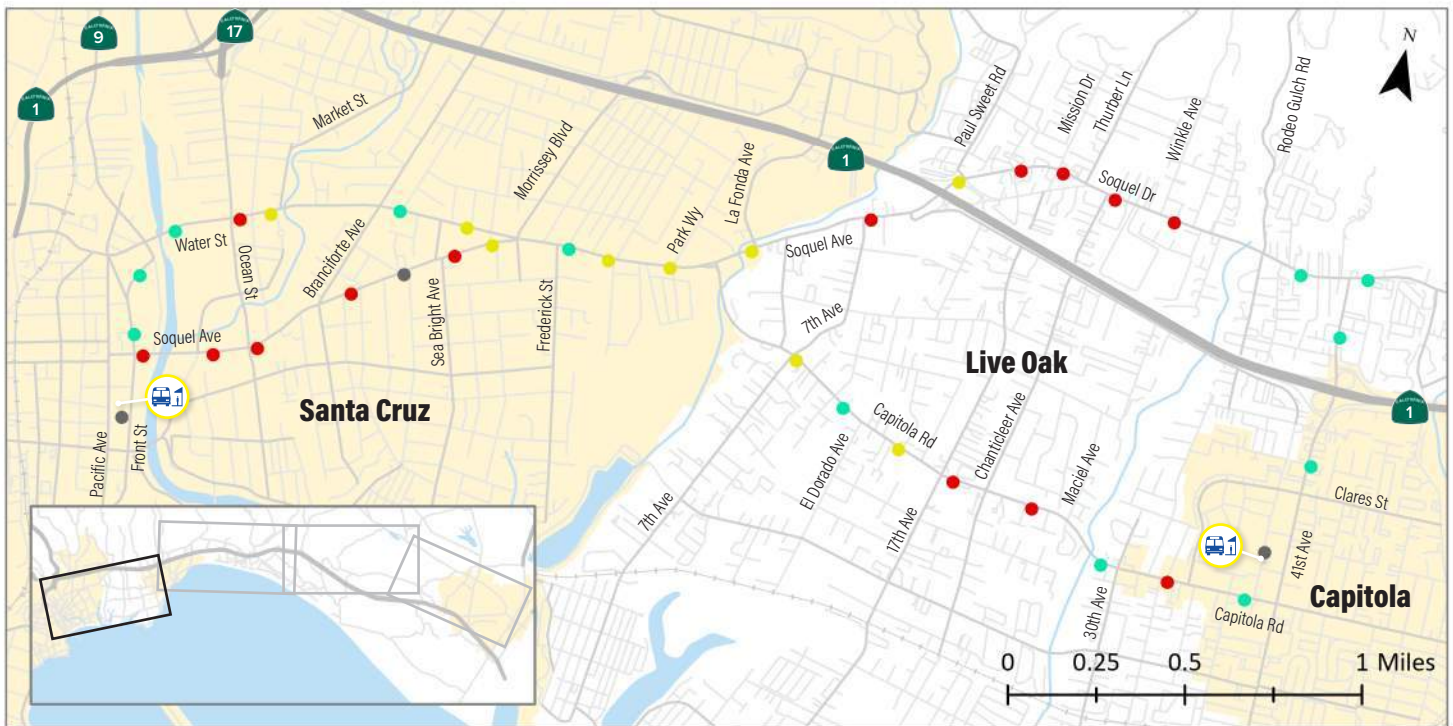 9
CALIFORNIA
17
CALIFORNIA
1
N
Market St
Morrissey Blvd
La Fonda Ave
CALIFORNIA
1
Paul Sweet Rd
Mission Dr
Thurber Ln
Winkle Ave
Rodeo Gulch Rd
Soquel Dr
Water St
Ocean St
Branciforte Ave
Park Wy
Soquel Ave
Soquel Ave
Sea Bright Ave
Frederick St
7th Ave
Live Oak
Santa Cruz
Pacific Ave
Front St
Capitola Rd
El Dorado Ave
Chanticleer Ave
Maciel Ave
CALIFORNIA
1
Clares St
7th Ave
17th Ave
41st Ave
30th Ave
Capitola
Capitola Rd
0 0.25 0.5 1 Miles